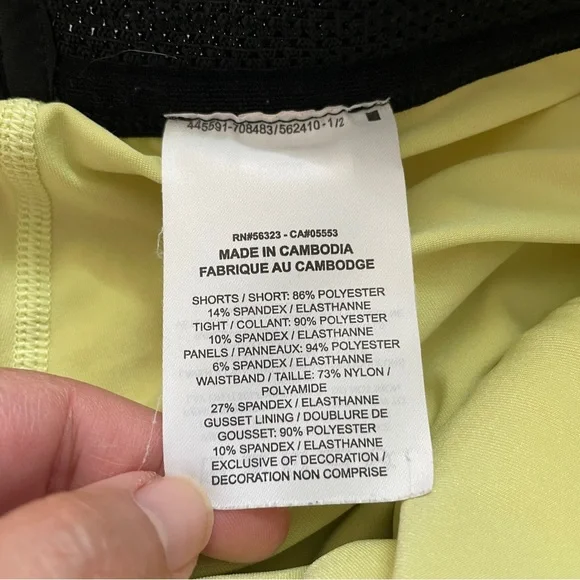 445591-708483/562410-1/2
RN#56323 - CA#05553
MADE IN CAMBODIA
FABRIQUE AU CAMBODGE
SHORTS / SHORT: 86% POLYESTER
14% SPANDEX / ELASTHANNE
TIGHT / COLLANT: 90% POLYESTER
10% SPANDEX / ELASTHANNE
PANELS / PANNEAUX: 94% POLYESTER
6% SPANDEX / ELASTHANNE
WAISTBAND / TAILLE: 73% NYLON /
POLYAMIDE
27% SPANDEX / ELASTHANNE
GUSSET LINING / DOUBLURE DE
GOUSSET: 90% POLYESTER
10% SPANDEX / ELASTHANNE
EXCLUSIVE OF DECORATION /
DECORATION NON COMPRISE